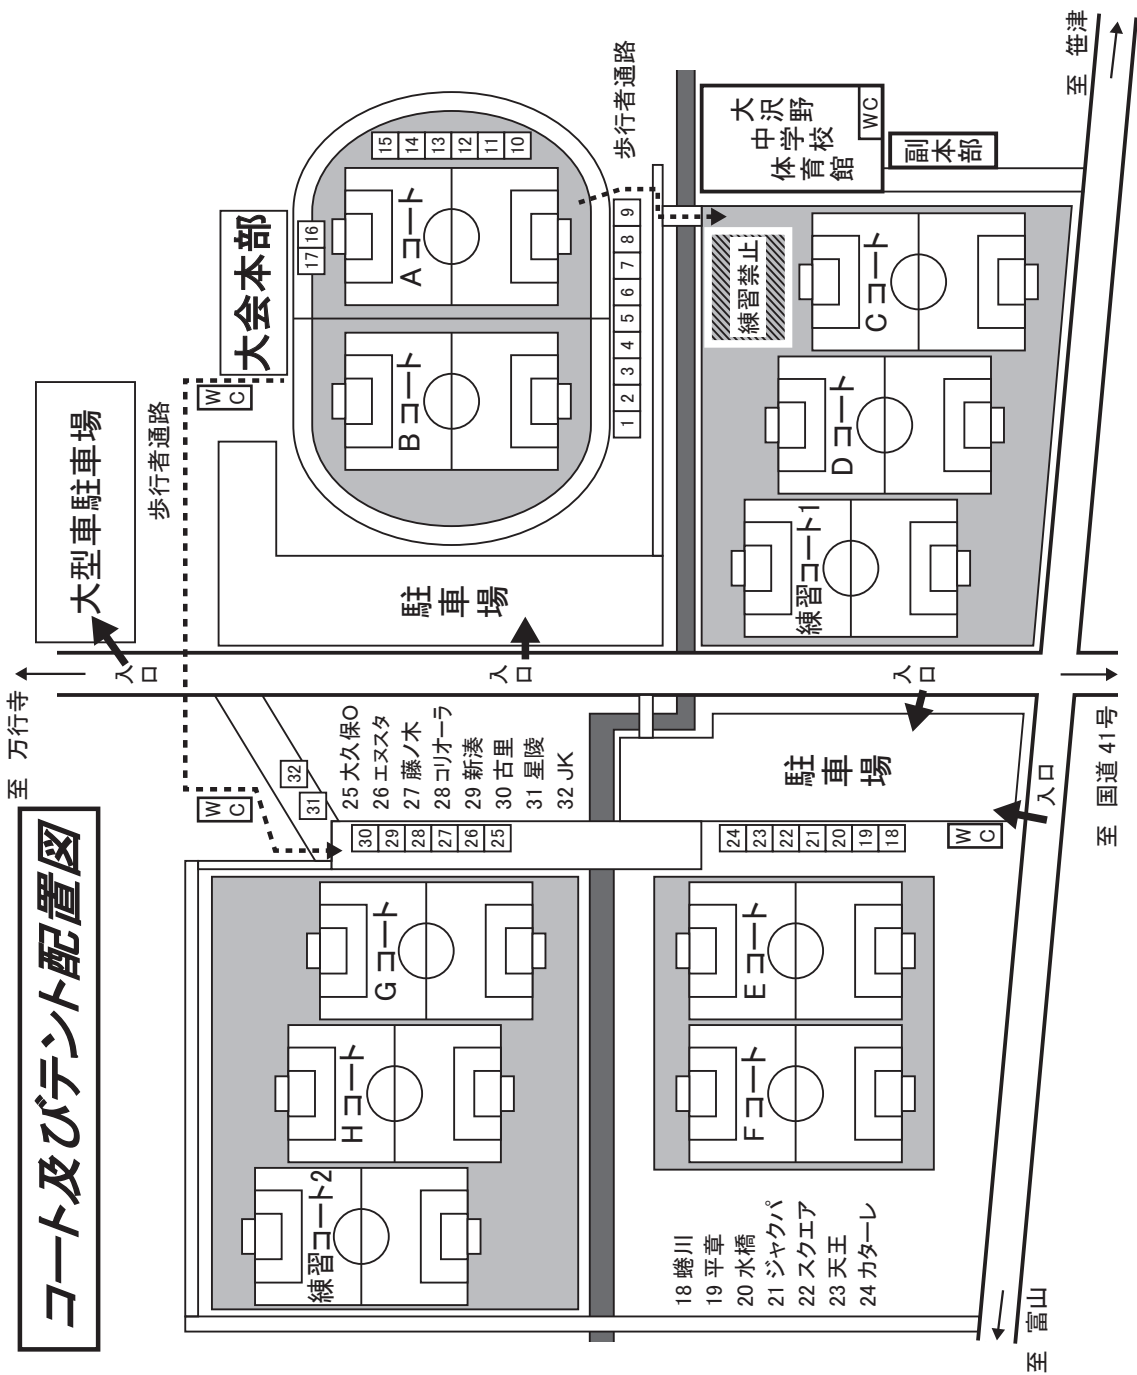 コート及びテント配置図
至 万行寺
大型車駐車場
入口
歩行者通路
WC
大会本部
17
16
15
14
13
12
11
10
Aコート
Bコート
歩行者通路
1
2
3
4
5
6
7
8
9
駐車場
入口
大沢野
中学校
体育館
WC
副本部
練習禁止
Cコート
Dコート
練習コート1
至 笹津
WC
32
31
30
29
28
27
26
25
25 大久保O
26 エヌスタ
27 藤ノ木
28 コリオーラ
29 新湊
30 古里
31 星陵
32 JK
Gコート
Hコート
練習コート2
入口
駐車場
24
23
22
21
20
19
18
WC
入口
Eコート
Fコート
18 蜷川
19 平章
20 水橋
21 ジャクパ
22 スクエア
23 天王
24 カターレ
至 国道 41号
至 富山